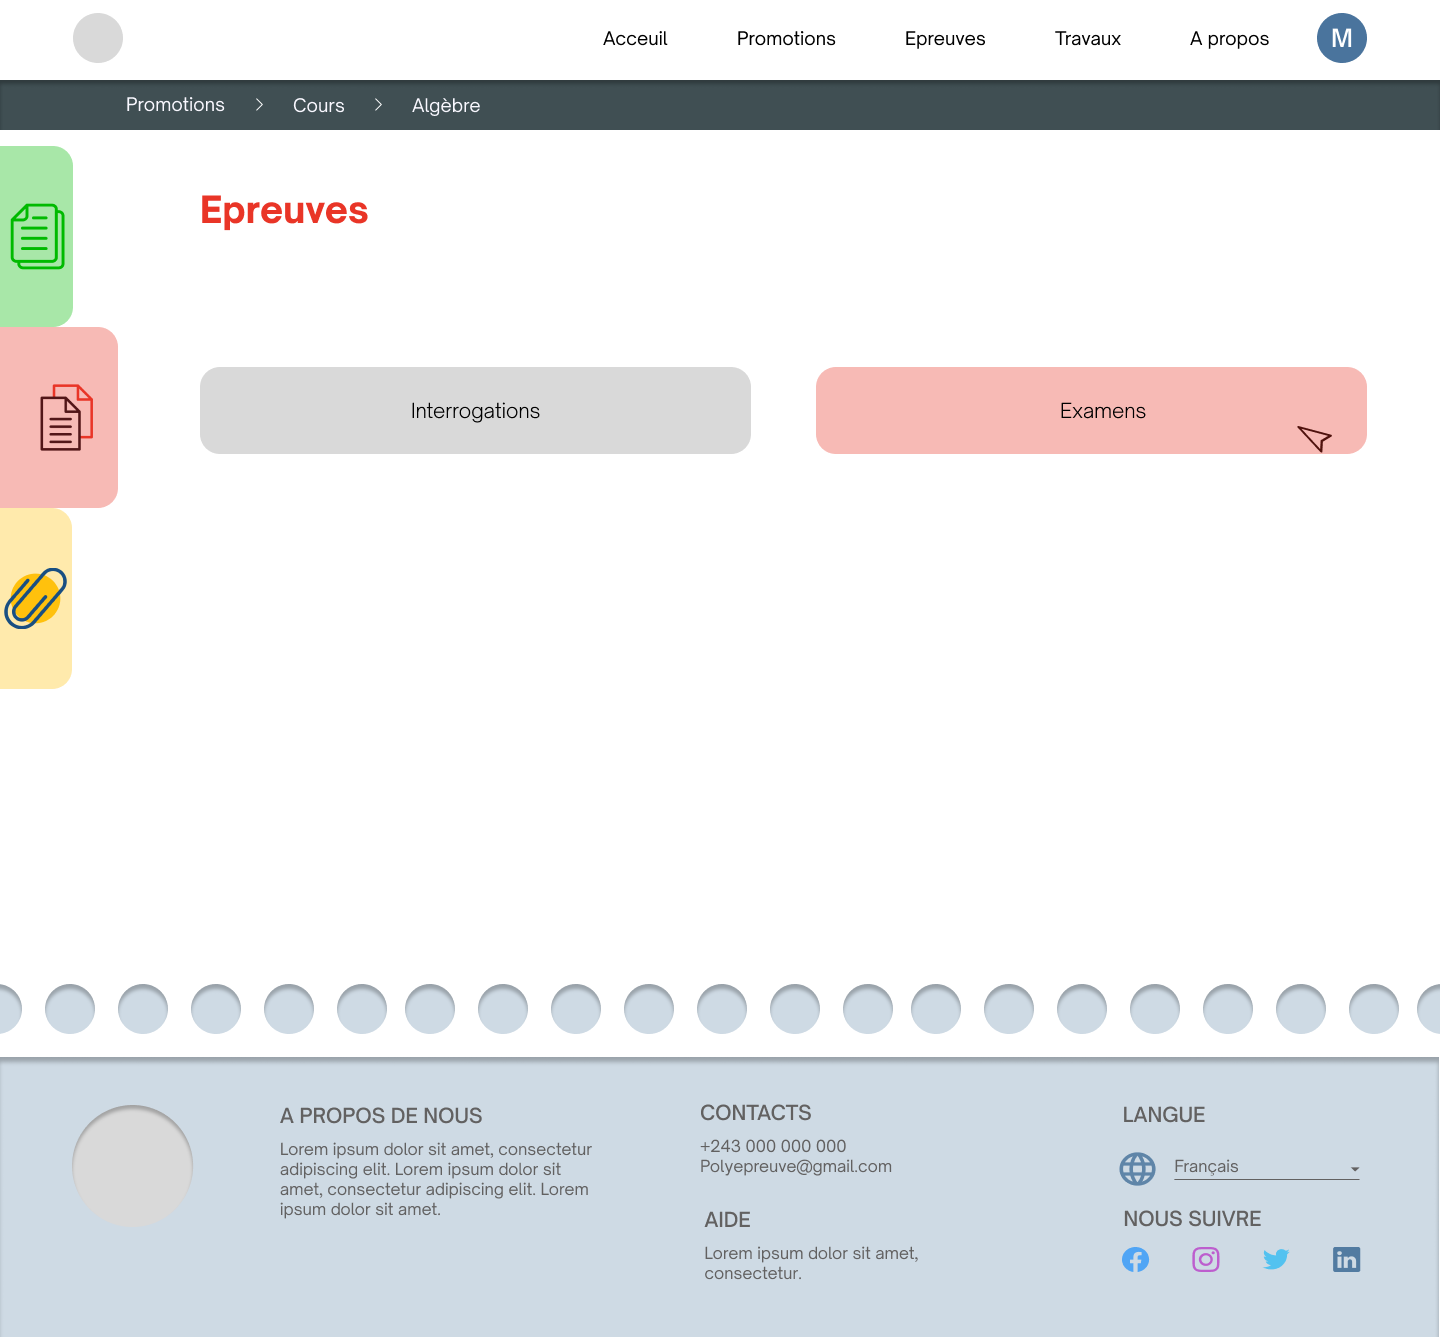 Acceuil
Promotions
Epreuves
Travaux
A propos
M
Promotions
Cours
Algèbre
Epreuves
Interrogations
Examens
A PROPOS DE NOUS
Lorem ipsum dolor sit amet, consectetur
adipiscing elit. Lorem ipsum dolor sit
amet, consectetur adipiscing elit. Lorem
ipsum dolor sit amet.
CONTACTS
+243 000 000 000
Polyepreuve@gmail.com
AIDE
Lorem ipsum dolor sit amet,
consectetur.
LANGUE
Français
NOUS SUIVRE